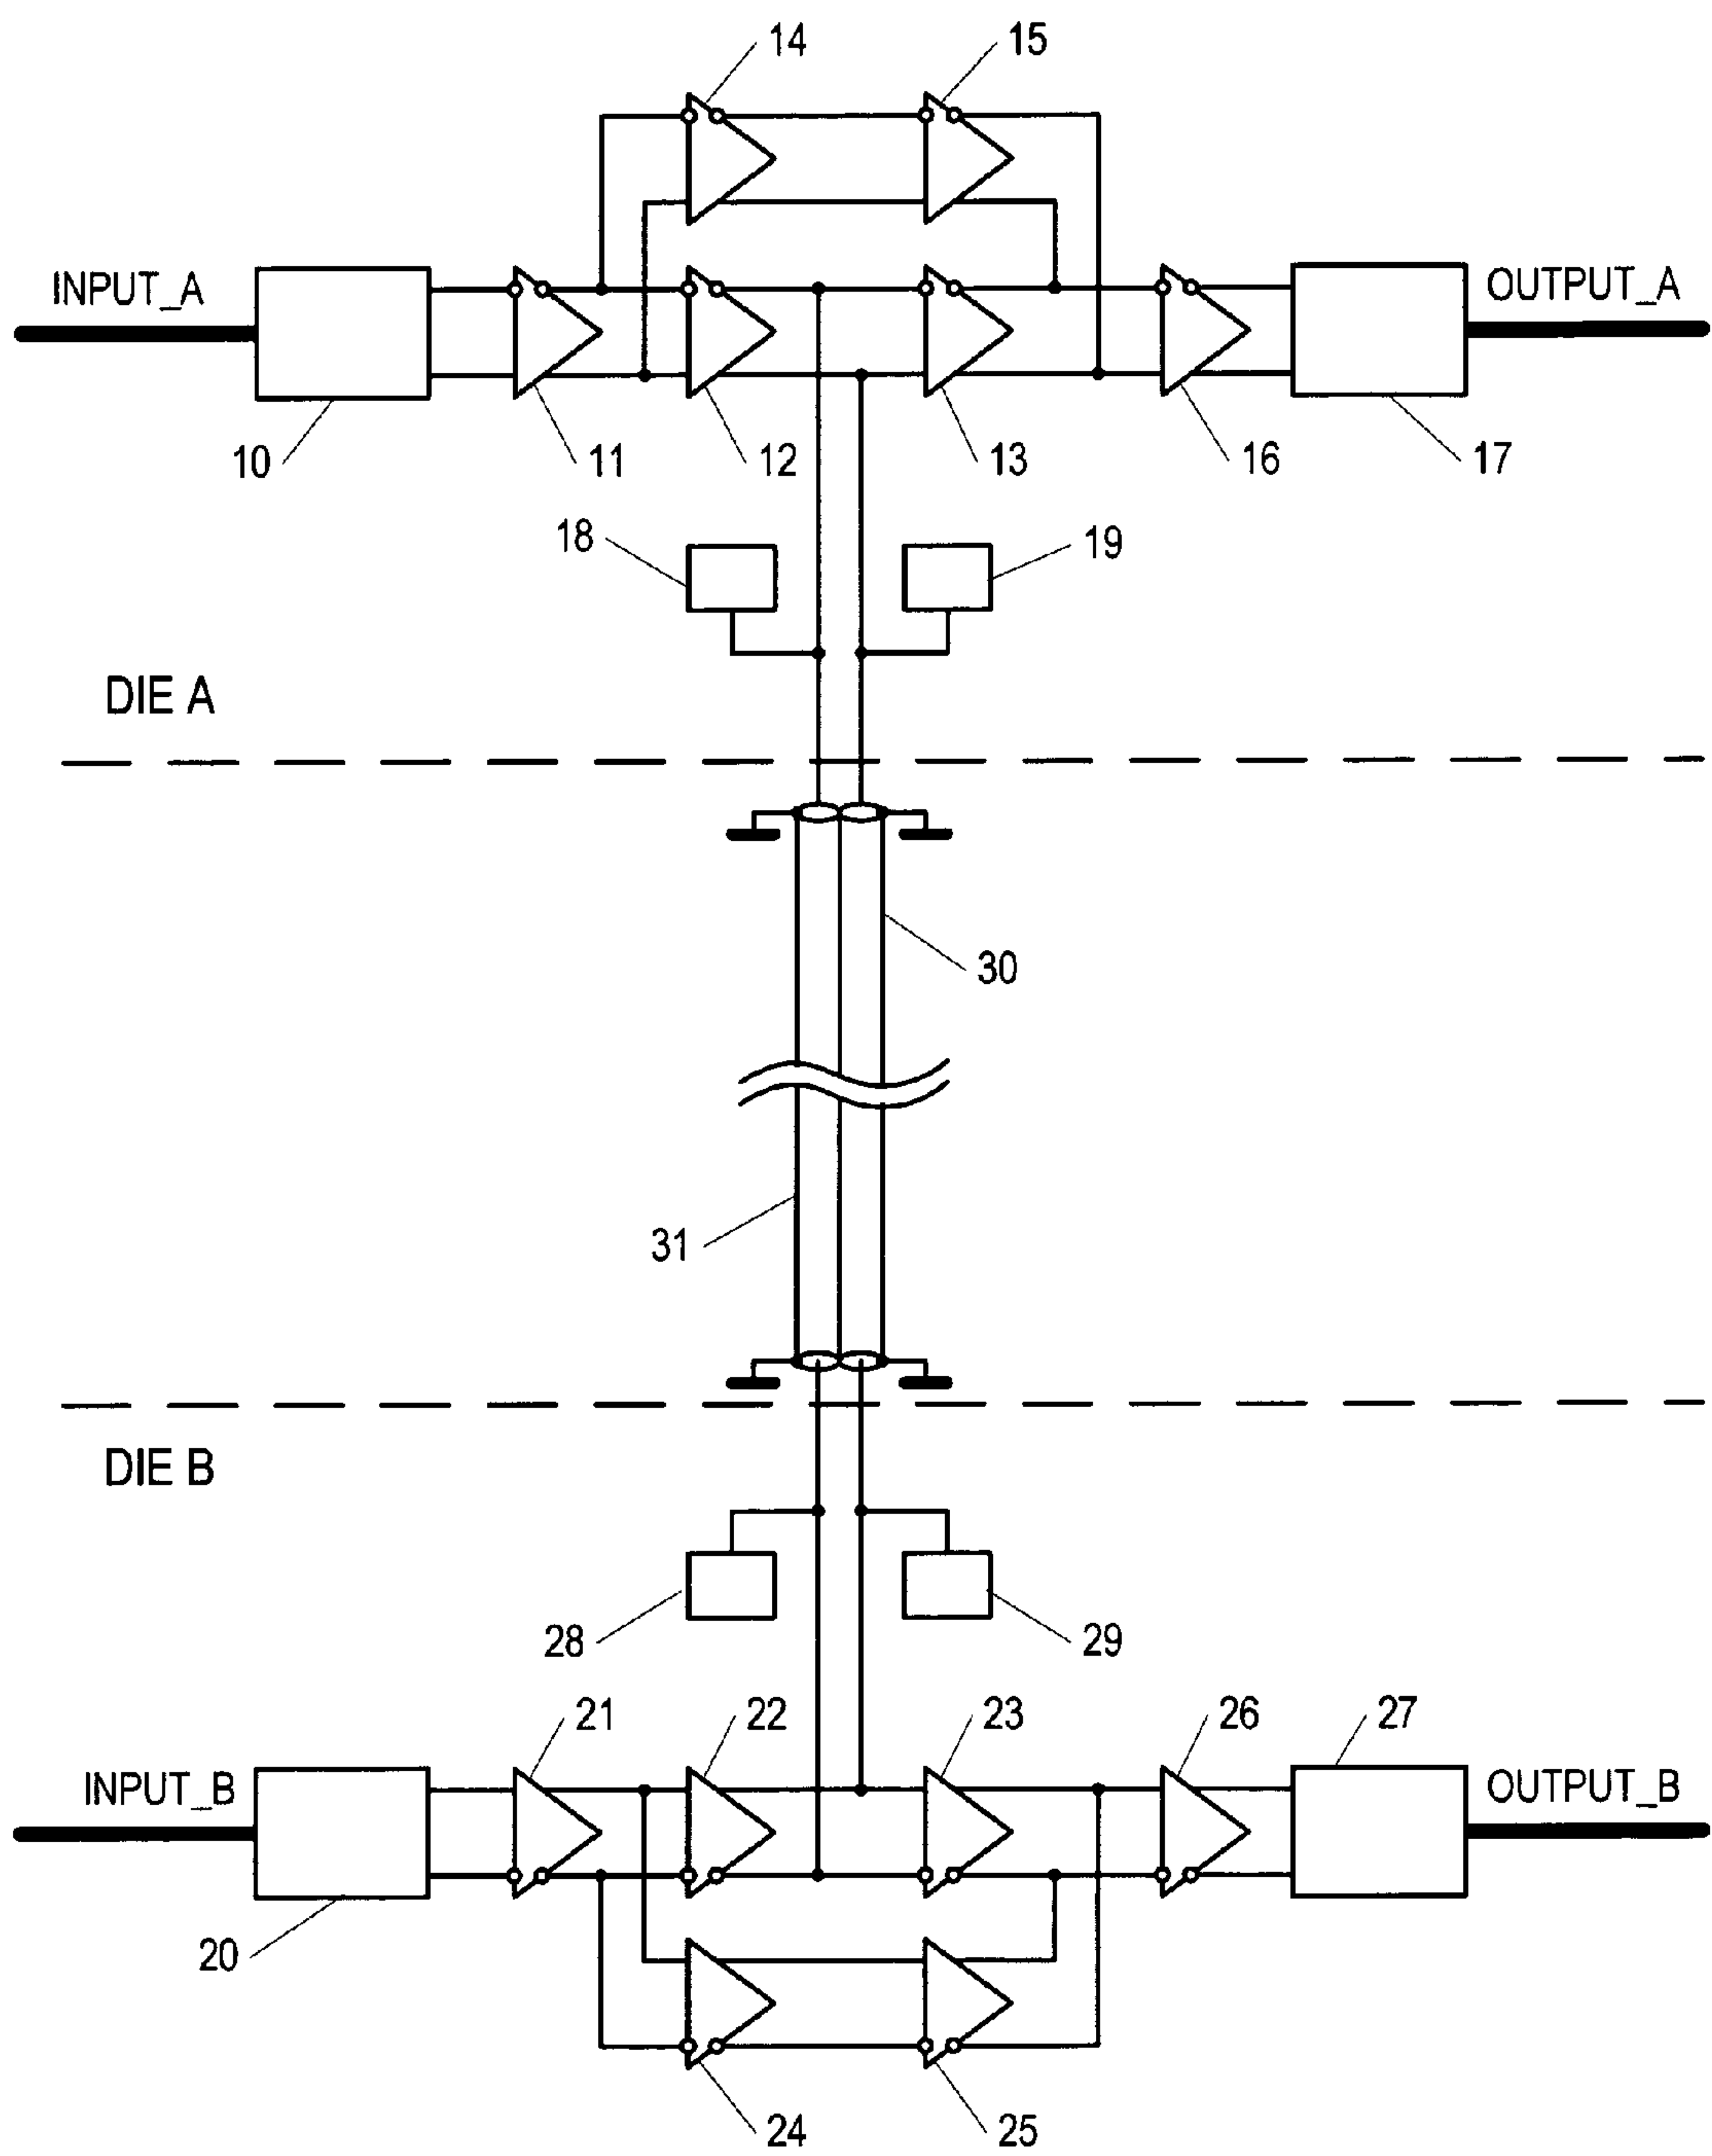 14 15
INPUT_A OUTPUT_A
10 11 12 13 16 17
18 19
DIE A
30
31
DIE B
28 29
21 22 23 26 27
INPUT_B OUTPUT_B
20
24 25